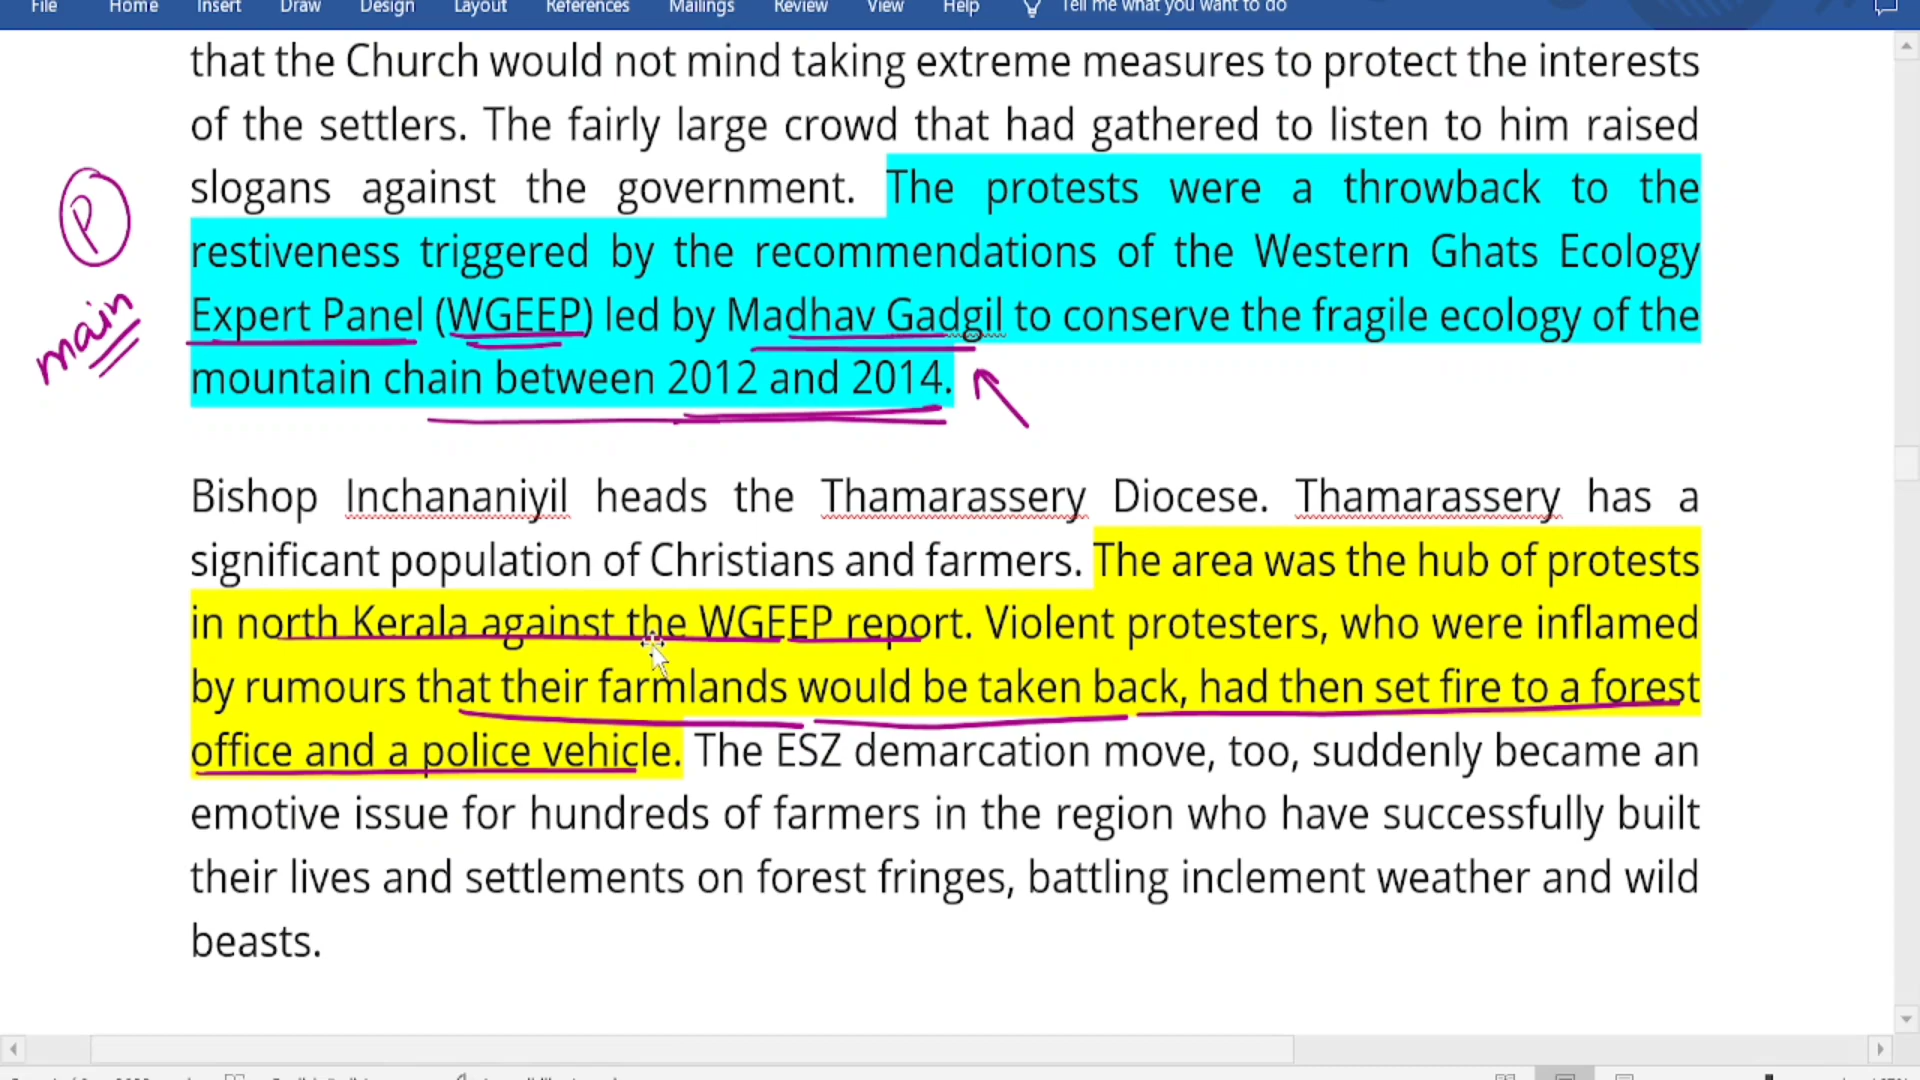 File Home Insert Draw Design Layout References Mailings Review View Help Tell me what you want to do
that the Church would not mind taking extreme measures to protect the interests
of the settlers. The fairly large crowd that had gathered to listen to him raised
slogans against the government. The protests were a throwback to the
restiveness triggered by the recommendations of the Western Ghats Ecology
Expert Panel (WGEEP) led by Madhav Gadgil to conserve the fragile ecology of the
mountain chain between 2012 and 2014.
P
main
Bishop Inchananiyil heads the Thamarassery Diocese. Thamarassery has a
significant population of Christians and farmers. The area was the hub of protests
in north Kerala against the WGEEP report. Violent protesters, who were inflamed
by rumours that their farmlands would be taken back, had then set fire to a forest
office and a police vehicle. The ESZ demarcation move, too, suddenly became an
emotive issue for hundreds of farmers in the region who have successfully built
their lives and settlements on forest fringes, battling inclement weather and wild
beasts.